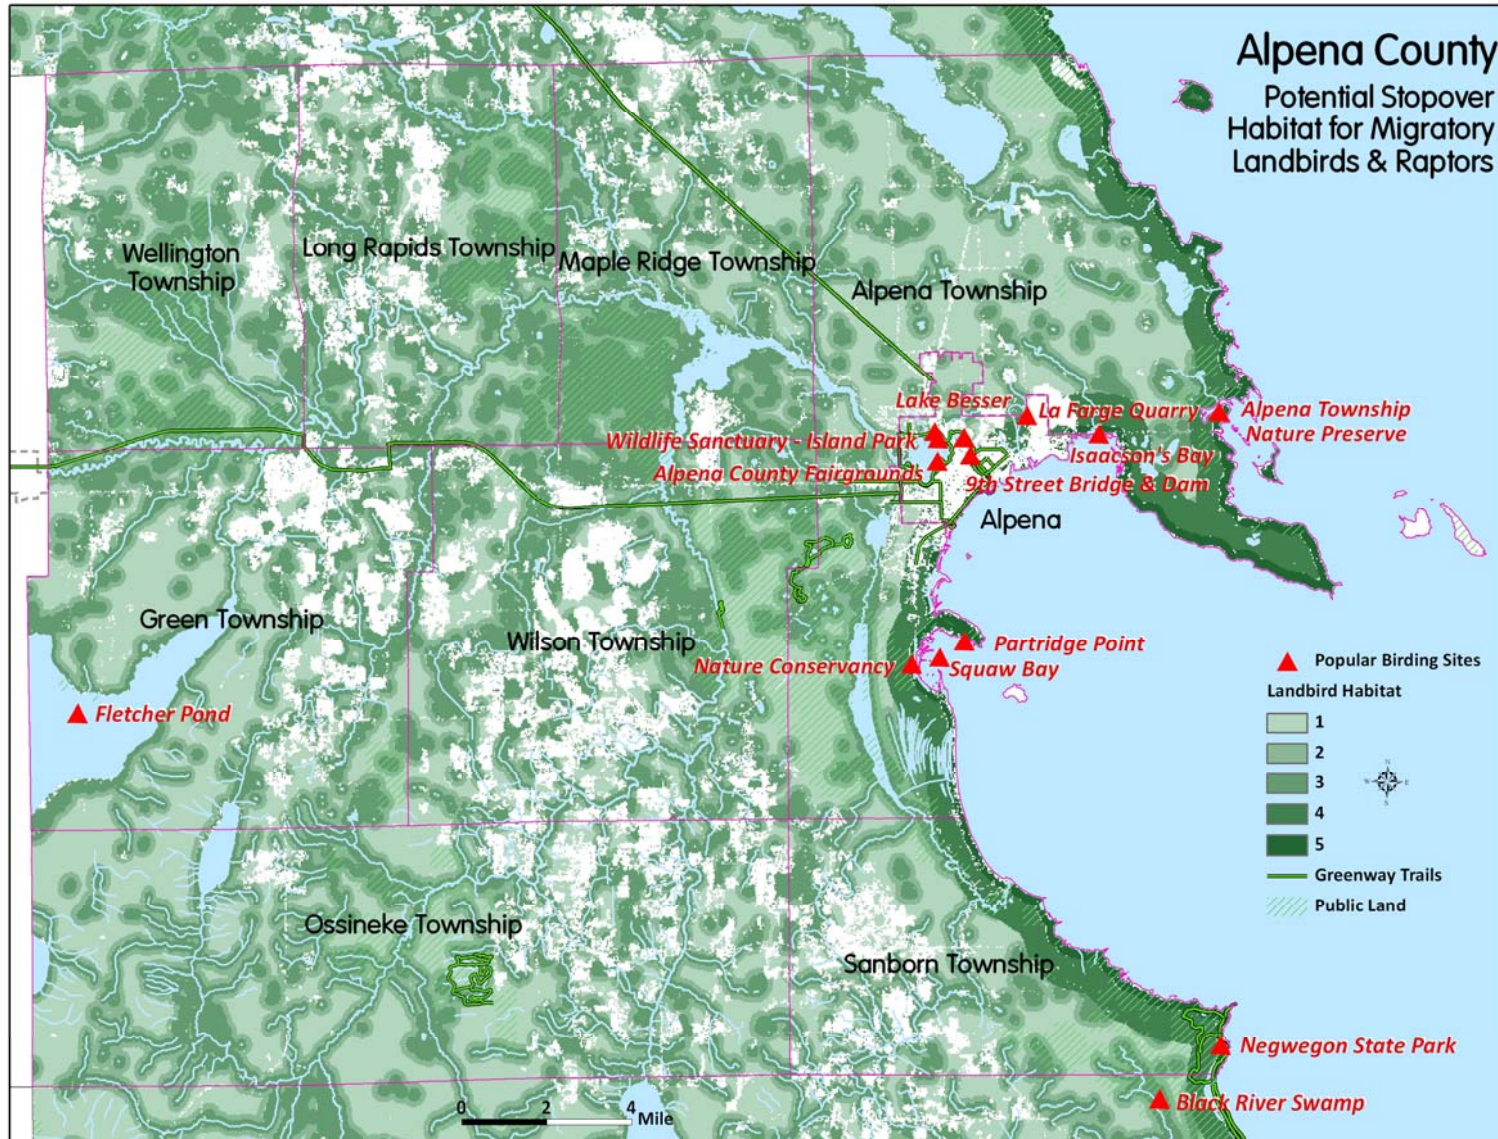 Alpena County
Potential Stopover
Habitat for Migratory
Landbirds & Raptors
Wellington
Township
Long Rapids Township
Maple Ridge Township
Alpena Township
Lake Besser
La Farge Quarry
Alpena Township
Nature Preserve
Wildlife Sanctuary - Island Park
Isaacson's Bay
Alpena County Fairgrounds
9th Street Bridge & Dam
Alpena
Green Township
Wilson Township
Partridge Point
Nature Conservancy
Squaw Bay
Fletcher Pond
Popular Birding Sites
Landbird Habitat
1
2
3
4
5
Greenway Trails
Public Land
N
W
E
S
Ossineke Township
Sanborn Township
Negwegon State Park
Black River Swamp
0 2 4
Mile